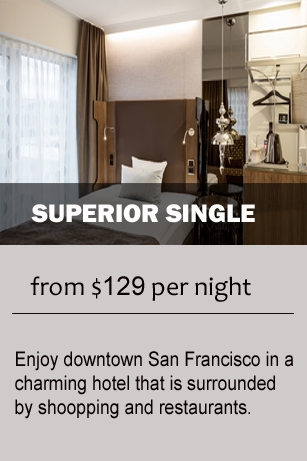 SUPERIOR SINGLE
from $129 per night
Enjoy downtown San Francisco in a
charming hotel that is surrounded
by shoopping and restaurants.